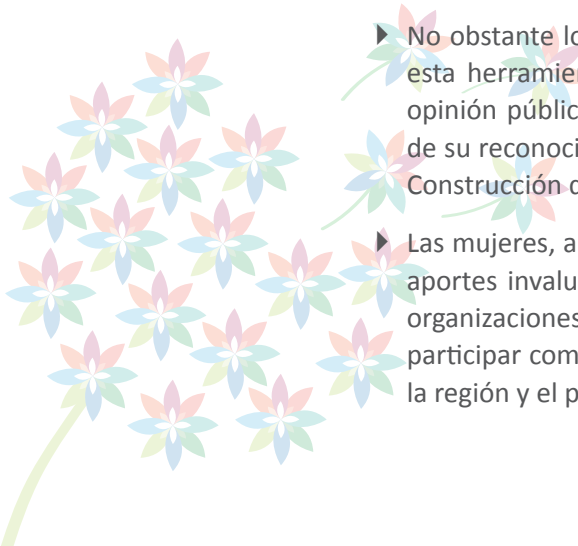 No obstante lo
esta herramien
opinión públic
de su reconoci
Construcción d
Las mujeres, a
aportes invalu
organizaciones
participar com
la región y el p